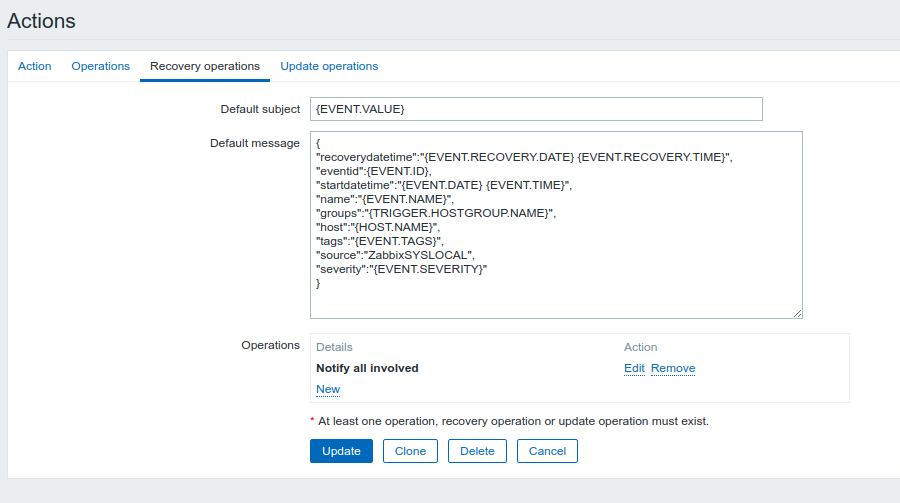 Actions
Action Operations Recovery operations Update operations
Default subject {EVENT.VALUE}
Default message {
"recoverydatetime":"{EVENT.RECOVERY.DATE} {EVENT.RECOVERY.TIME}",
"eventid":{EVENT.ID},
"startdatetime":"{EVENT.DATE} {EVENT.TIME}",
"name":"{EVENT.NAME}",
"groups":"{TRIGGER.HOSTGROUP.NAME}",
"host":"{HOST.NAME}",
"tags":"{EVENT.TAGS}",
"source":"ZabbixSYSLOCAL",
"severity":"{EVENT.SEVERITY}"
}
Operations Details Action
Notify all involved Edit Remove
New
* At least one operation, recovery operation or update operation must exist.
Update Clone Delete Cancel